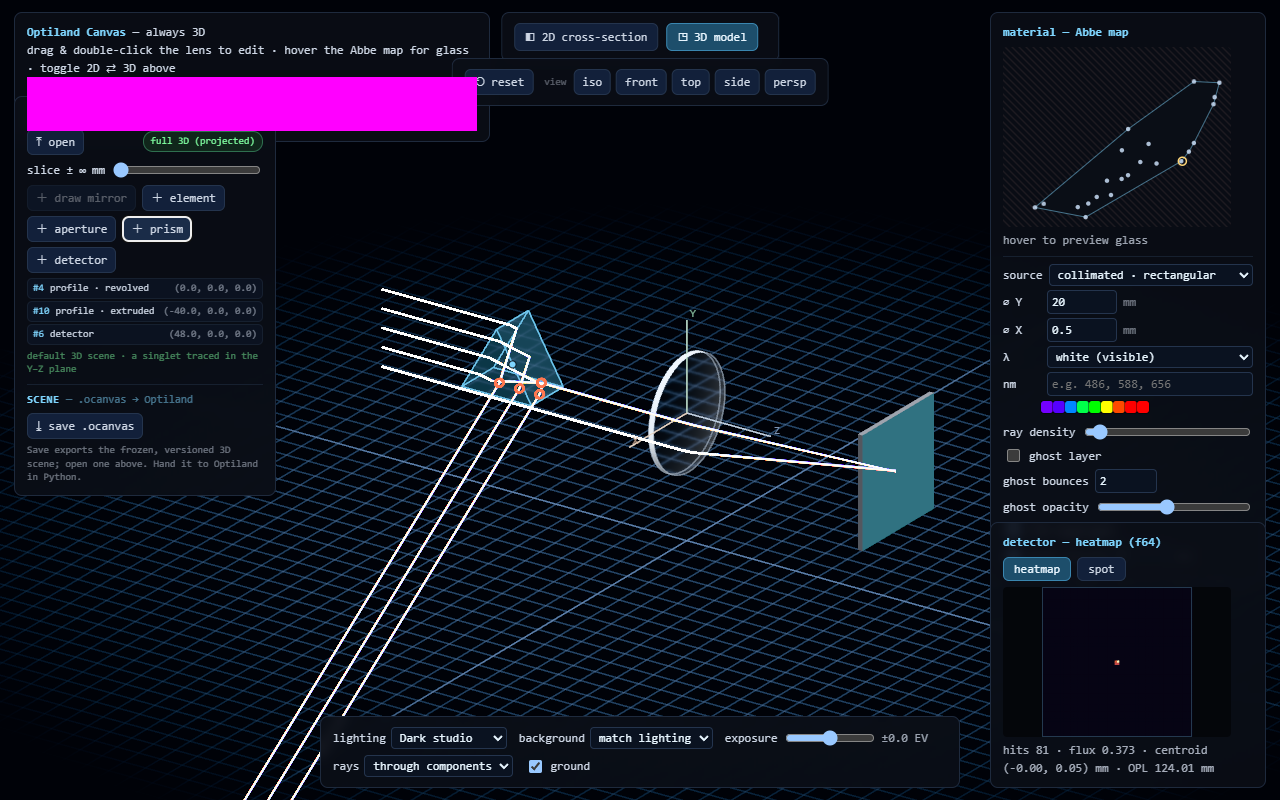 Optiland Canvas — always 3D
drag & double-click the lens to edit · hover the Abbe map for glass
· toggle 2D ⇄ 3D above
2D cross-section
3D model
reset
view
iso
front
top
side
persp
open
full 3D (projected)
slice ± ∞ mm
+ draw mirror
+ element
+ aperture
+ prism
+ detector
#4 profile · revolved (0.0, 0.0, 0.0)
#10 profile · extruded (-40.0, 0.0, 0.0)
#6 detector (48.0, 0.0, 0.0)
default 3D scene · a singlet traced in the
Y–Z plane
SCENE — .ocanvas → Optiland
save .ocanvas
Save exports the frozen, versioned 3D
scene; open one above. Hand it to Optiland
in Python.
Y
Z
lighting Dark studio background match lighting exposure ±0.0 EV
rays through components ground
material — Abbe map
hover to preview glass
source collimated · rectangular
⌀ Y 20 mm
⌀ X 0.5 mm
λ white (visible)
nm e.g. 486, 588, 656
ray density
ghost layer
ghost bounces 2
ghost opacity
detector — heatmap (f64)
heatmap
spot
hits 81 · flux 0.373 · centroid
(-0.00, 0.05) mm · OPL 124.01 mm